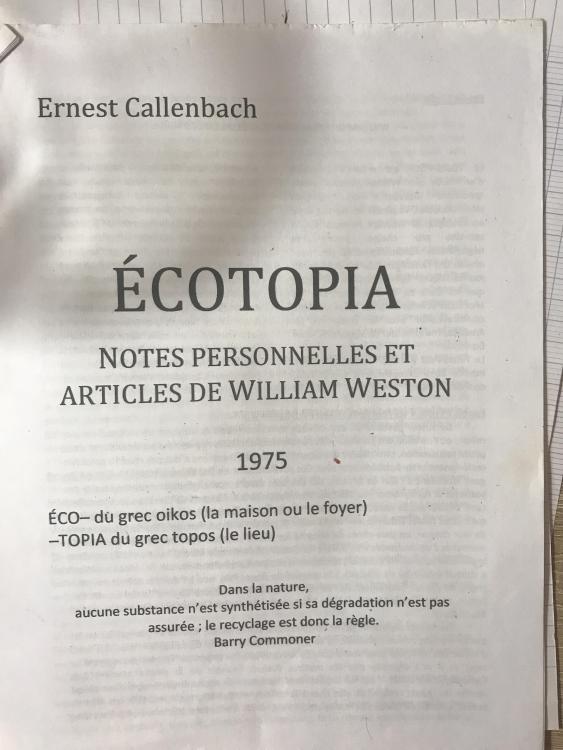 Ernest Callenbach
ÉCOTOPIA
NOTES PERSONNELLES ET
ARTICLES DE WILLIAM WESTON
1975
ÉCO– du grec oikos (la maison ou le foyer)
–TOPIA du grec topos (le lieu)
Dans la nature,
aucune substance n'est synthétisée si sa dégradation n'est pas
assurée ; le recyclage est donc la règle.
Barry Commoner